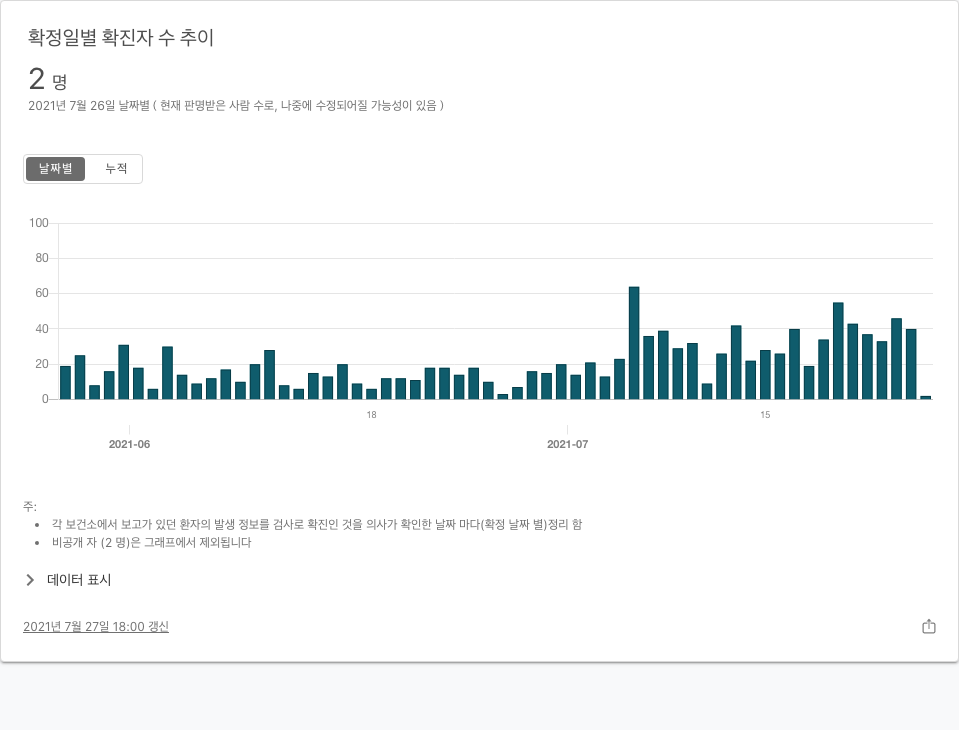 확정일별 확진자 수 추이
2 명
2021년 7월 26일 날짜별 ( 현재 판명받은 사람 수로, 나중에 수정되어질 가능성이 있음 )
날짜별 누적
100
80
60
40
20
0
18 15
2021-06 2021-07
주:
각 보건소에서 보고가 있던 환자의 발생 정보를 검사로 확진인 것을 의사가 확인한 날짜 마다(확정 날짜 별)정리 함
비공개 자 (2 명)은 그래프에서 제외됩니다
데이터 표시
2021년 7월 27일 18:00 갱신